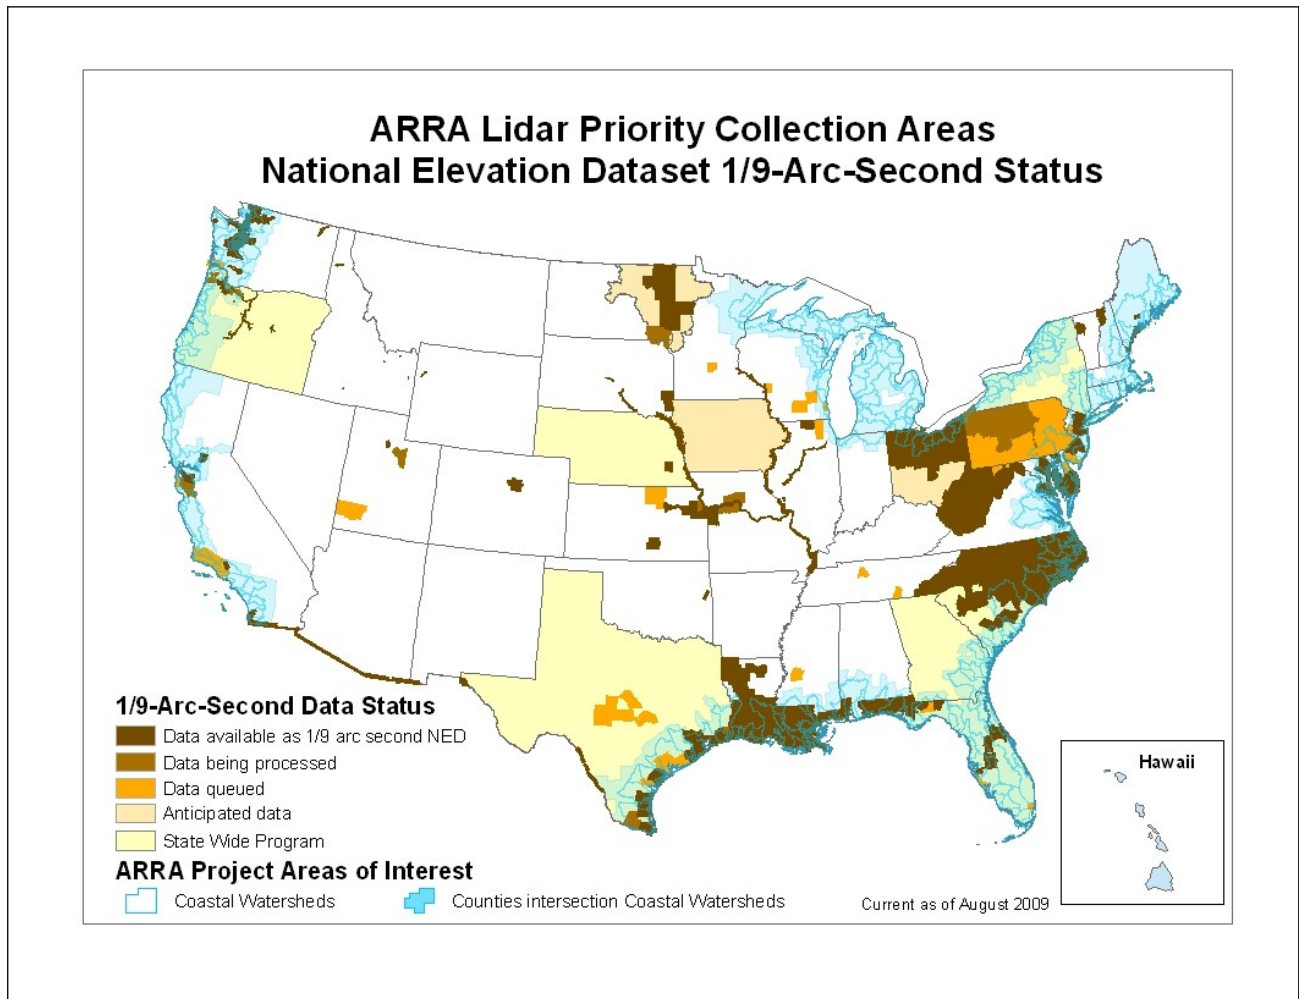 ARRA Lidar Priority Collection Areas
National Elevation Dataset 1/9-Arc-Second Status
1/9-Arc-Second Data Status
Data available as 1/9 arc second NED
Data being processed
Data queued
Anticipated data
State Wide Program
ARRA Project Areas of Interest
Coastal Watersheds
Counties intersection Coastal Watersheds
Current as of August 2009
Hawaii